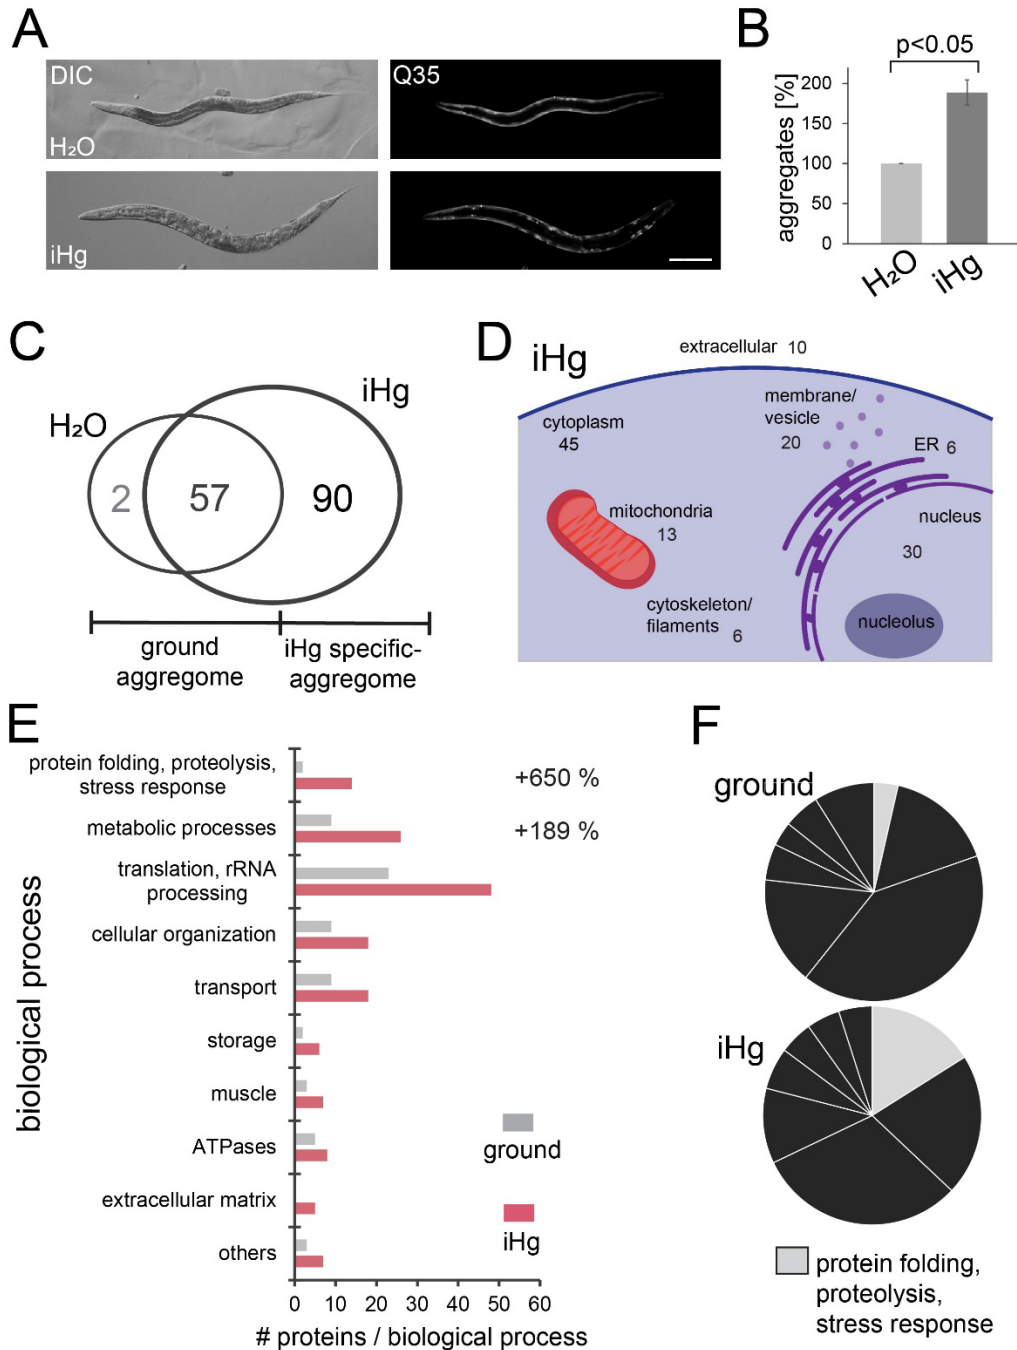 A
DIC
H₂O
Q35
iHg
B
p<0.05
aggregates [%]
200
150
100
50
0
H₂O
iHg
C
H₂O
iHg
2
57
90
ground
aggregome
iHg specific-
aggregome
D
iHg
extracellular 10
cytoplasm
45
membrane/
vesicle
20
ER 6
mitochondria
13
nucleus
30
cytoskeleton/
filaments 6
nucleolus
E
biological process
protein folding, proteolysis,
stress response
+650 %
metabolic processes
+189 %
translation, rRNA
processing
cellular organization
transport
storage
muscle
ATPases
extracellular matrix
others
ground
iHg
0 10 20 30 40 50 60
# proteins / biological process
F
ground
iHg
protein folding,
proteolysis,
stress response